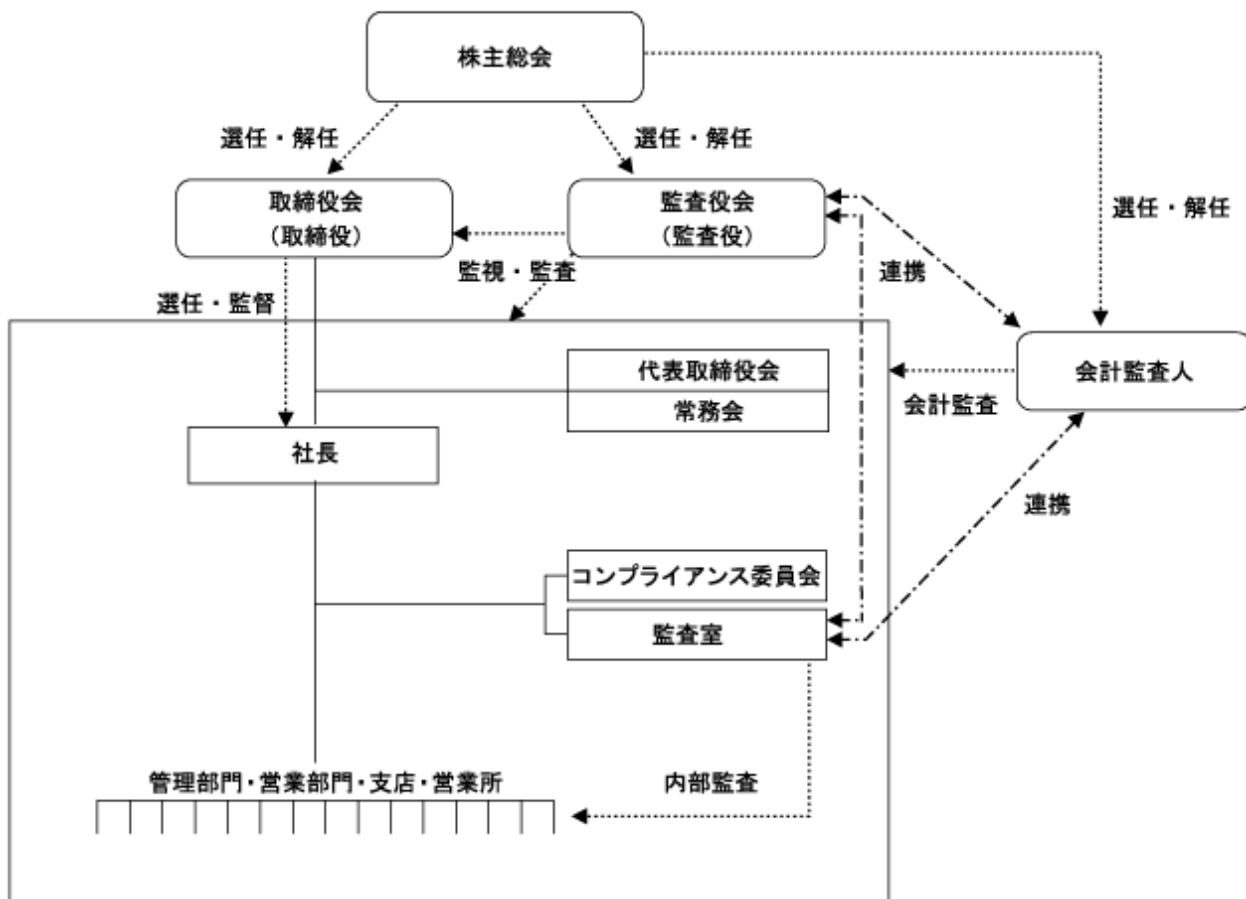 株主総会
選任・解任
選任・解任
取締役会
(取締役)
監査役会
(監査役)
選任・解任
監視・監査
連携
選任・監督
代表取締役会
常務会
会計監査人
会計監査
社長
連携
コンプライアンス委員会
監査室
管理部門・営業部門・支店・営業所
内部監査